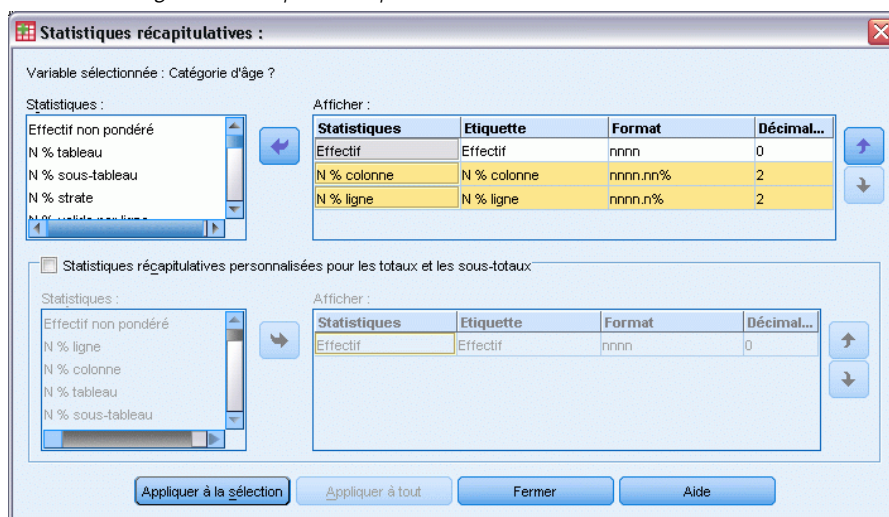 Statistiques récapitulatives :
Variable sélectionnée : Catégorie d'âge ?
Statistiques :
Effectif non pondéré
N % tableau
N % sous-tableau
N % strate
Afficher :
Statistiques Etiquette Format Décimal...
Effectif Effectif nnnn 0
N % colonne N % colonne nnnn.nn% 2
N % ligne N % ligne nnnn.n% 2
Statistiques récapitulatives personnalisées pour les totaux et les sous-totaux
Statistiques :
Effectif non pondéré
N % ligne
N % colonne
N % tableau
N % sous-tableau
Afficher :
Statistiques Etiquette Format Décimal...
Effectif Effectif nnnn 0
Appliquer à la sélection Appliquer à tout Fermer Aide